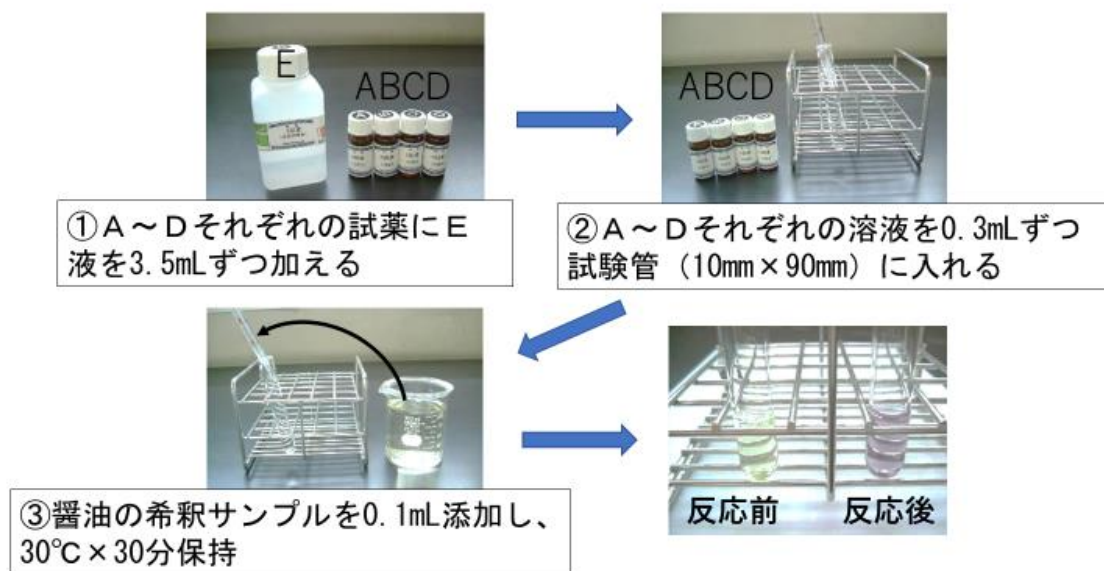 E
ABCD
ABCD
①A～Dそれぞれの試薬にE
液を3.5mLずつ加える
②A～Dそれぞれの溶液を0.3mLずつ
試験管（10mm×90mm）に入れる
③醤油の希釈サンプルを0.1mL添加し、
30℃×30分保持
反応前
反応後